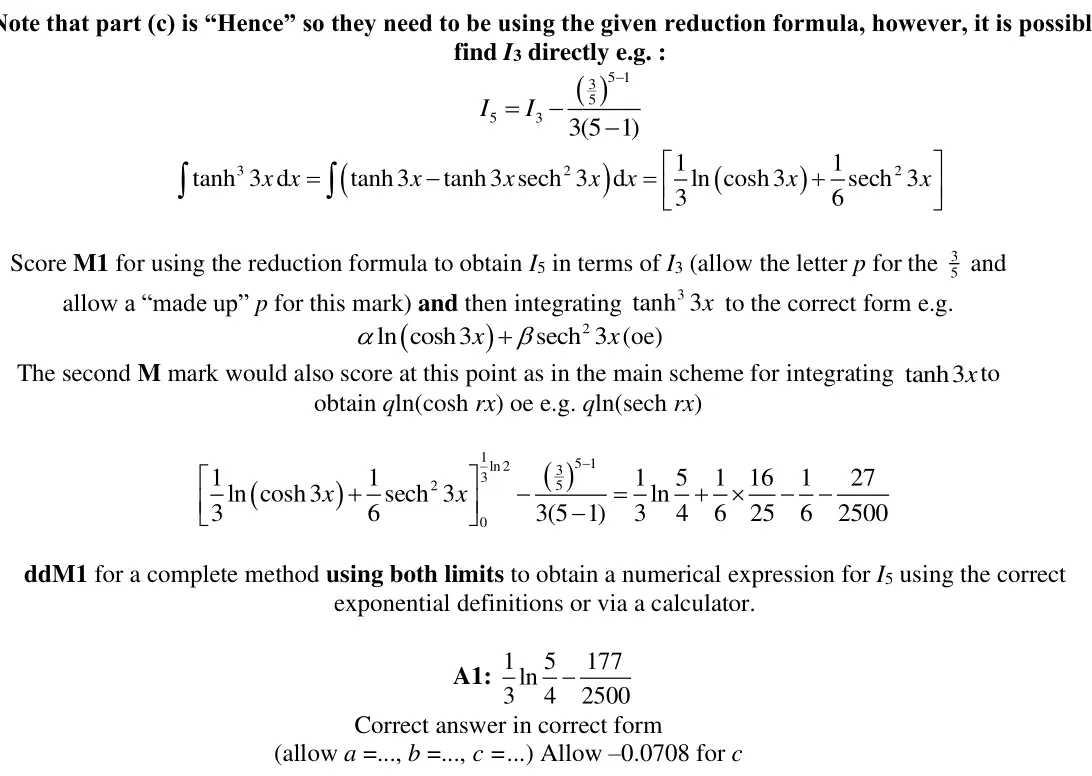 Note that part (c) is “Hence” so they need to be using the given reduction formula, however, it is possibl
find I₃ directly e.g. :
I₅ = I₃ − (3/5)⁵⁻¹ / 3(5 − 1)
∫ tanh³ 3x dx = ∫ (tanh 3x − tanh 3x sech² 3x) dx = [1/3 ln (cosh 3x) + 1/6 sech² 3x]
Score M1 for using the reduction formula to obtain I₅ in terms of I₃ (allow the letter p for the 3/5 and
allow a “made up” p for this mark) and then integrating tanh³ 3x to the correct form e.g.
α ln (cosh 3x) + β sech² 3x (oe)
The second M mark would also score at this point as in the main scheme for integrating tanh 3x to
obtain qln(cosh rx) oe e.g. qln(sech rx)
[1/3 ln (cosh 3x) + 1/6 sech² 3x]₀^(1/3 ln 2) − (3/5)⁵⁻¹ / 3(5 − 1) = 1/3 ln 5/4 + 1/6 × 16/25 − 1/6 − 27/2500
ddM1 for a complete method using both limits to obtain a numerical expression for I₅ using the correct
exponential definitions or via a calculator.
A1: 1/3 ln 5/4 − 177/2500
Correct answer in correct form
(allow a =..., b =..., c =...) Allow –0.0708 for c